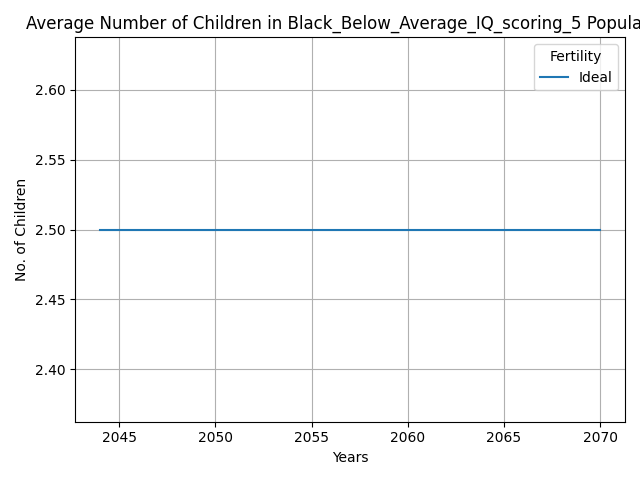 Average Number of Children in Black_Below_Average_IQ_scoring_5 Popula
Fertility
Ideal
2.60
2.55
2.50
2.45
2.40
No. of Children
2045 2050 2055 2060 2065 2070
Years